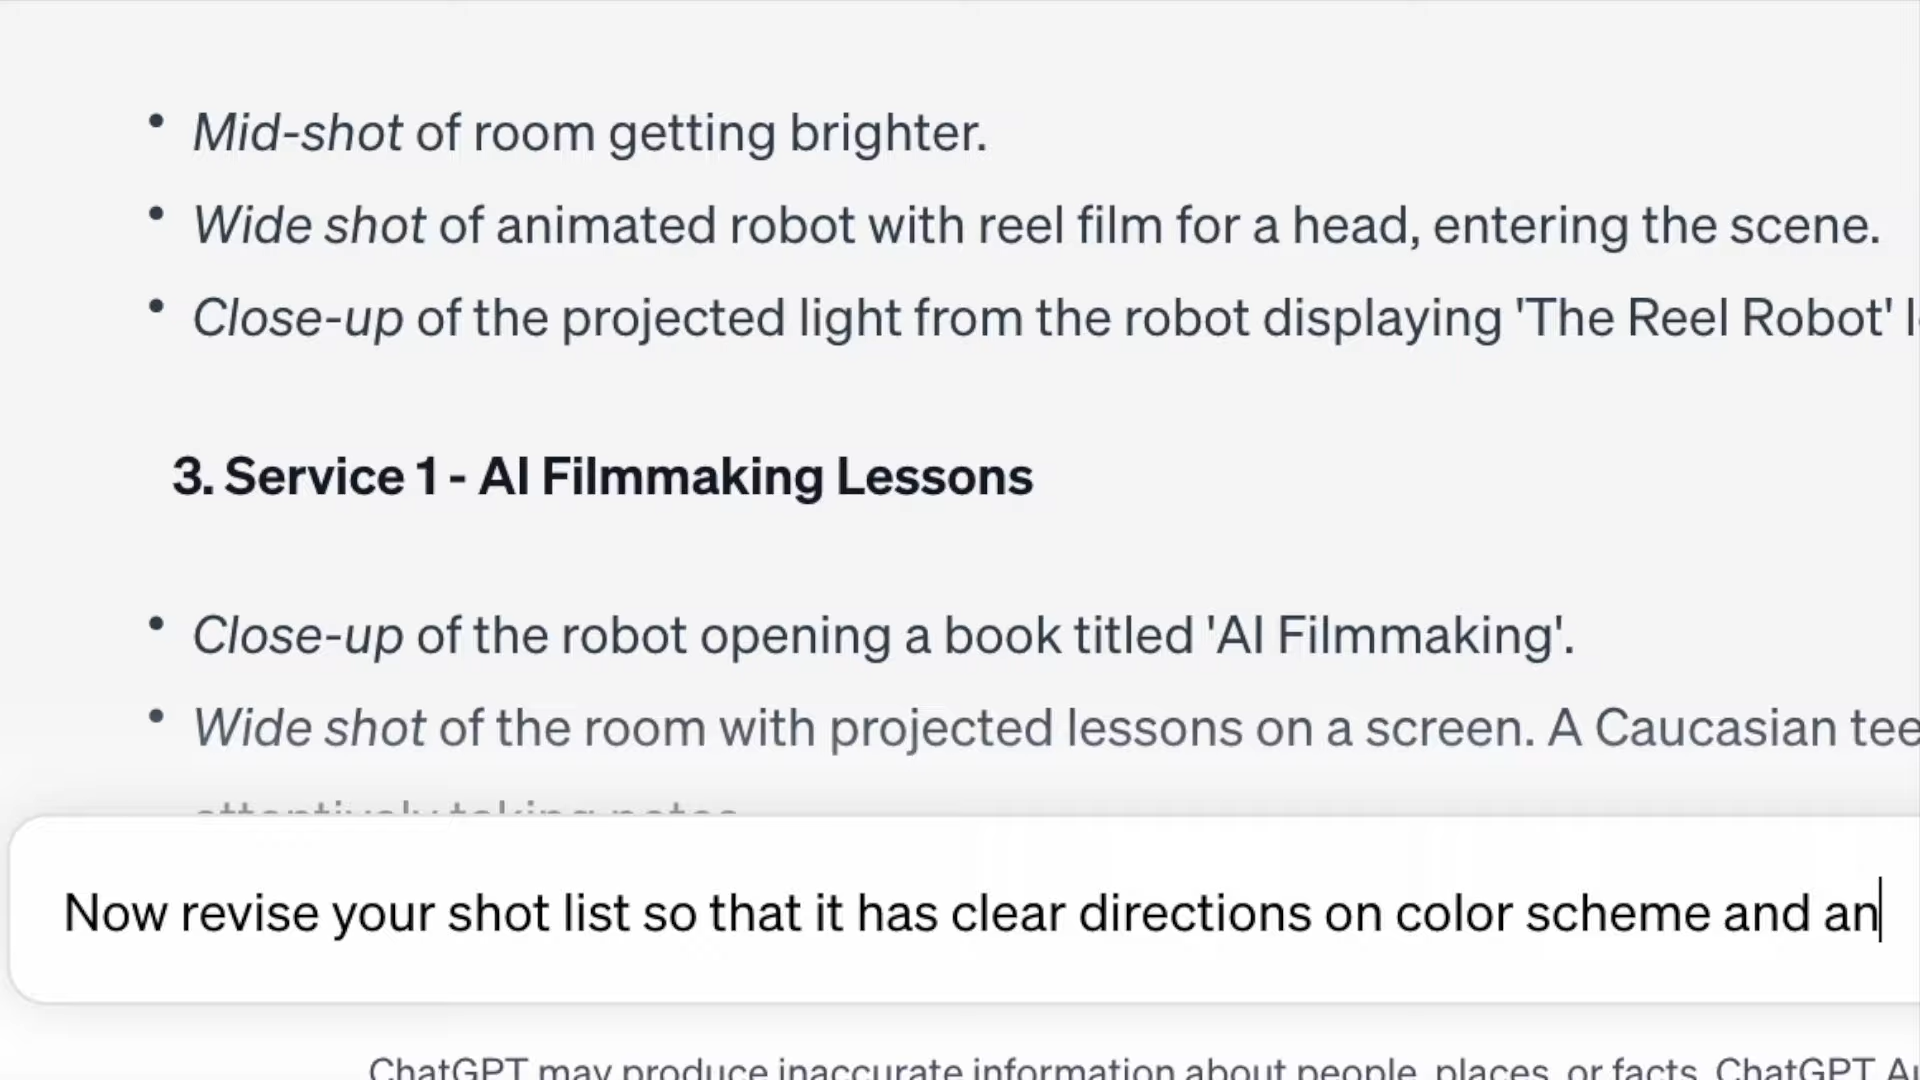 • Mid-shot of room getting brighter.
• Wide shot of animated robot with reel film for a head, entering the scene.
• Close-up of the projected light from the robot displaying 'The Reel Robot'
3. Service 1 - AI Filmmaking Lessons
• Close-up of the robot opening a book titled 'AI Filmmaking'.
• Wide shot of the room with projected lessons on a screen. A Caucasian
attentively taking notes.
Now revise your shot list so that it has clear directions on color scheme and an
ChatGPT may produce inaccurate information about people, places, or facts. ChatGPT